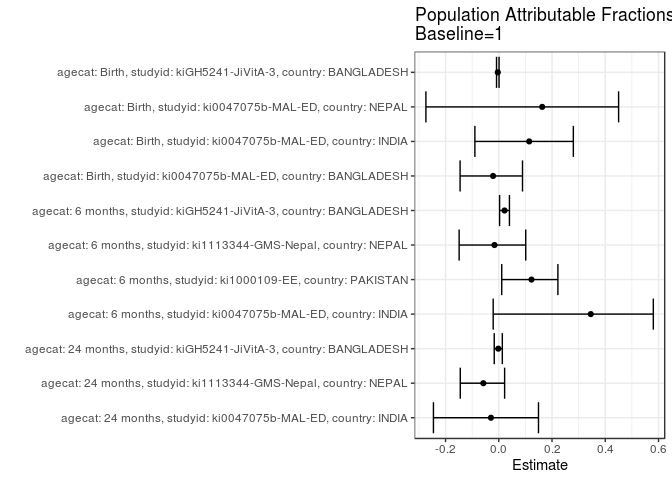 Population Attributable Fractions
Baseline=1
agecat: Birth, studyid: kiGH5241-JiVitA-3, country: BANGLADESH
agecat: Birth, studyid: ki0047075b-MAL-ED, country: NEPAL
agecat: Birth, studyid: ki0047075b-MAL-ED, country: INDIA
agecat: Birth, studyid: ki0047075b-MAL-ED, country: BANGLADESH
agecat: 6 months, studyid: kiGH5241-JiVitA-3, country: BANGLADESH
agecat: 6 months, studyid: ki1113344-GMS-Nepal, country: NEPAL
agecat: 6 months, studyid: ki1000109-EE, country: PAKISTAN
agecat: 6 months, studyid: ki0047075b-MAL-ED, country: INDIA
agecat: 24 months, studyid: kiGH5241-JiVitA-3, country: BANGLADESH
agecat: 24 months, studyid: ki1113344-GMS-Nepal, country: NEPAL
agecat: 24 months, studyid: ki0047075b-MAL-ED, country: INDIA
-0.2 0.0 0.2 0.4 0.6
Estimate